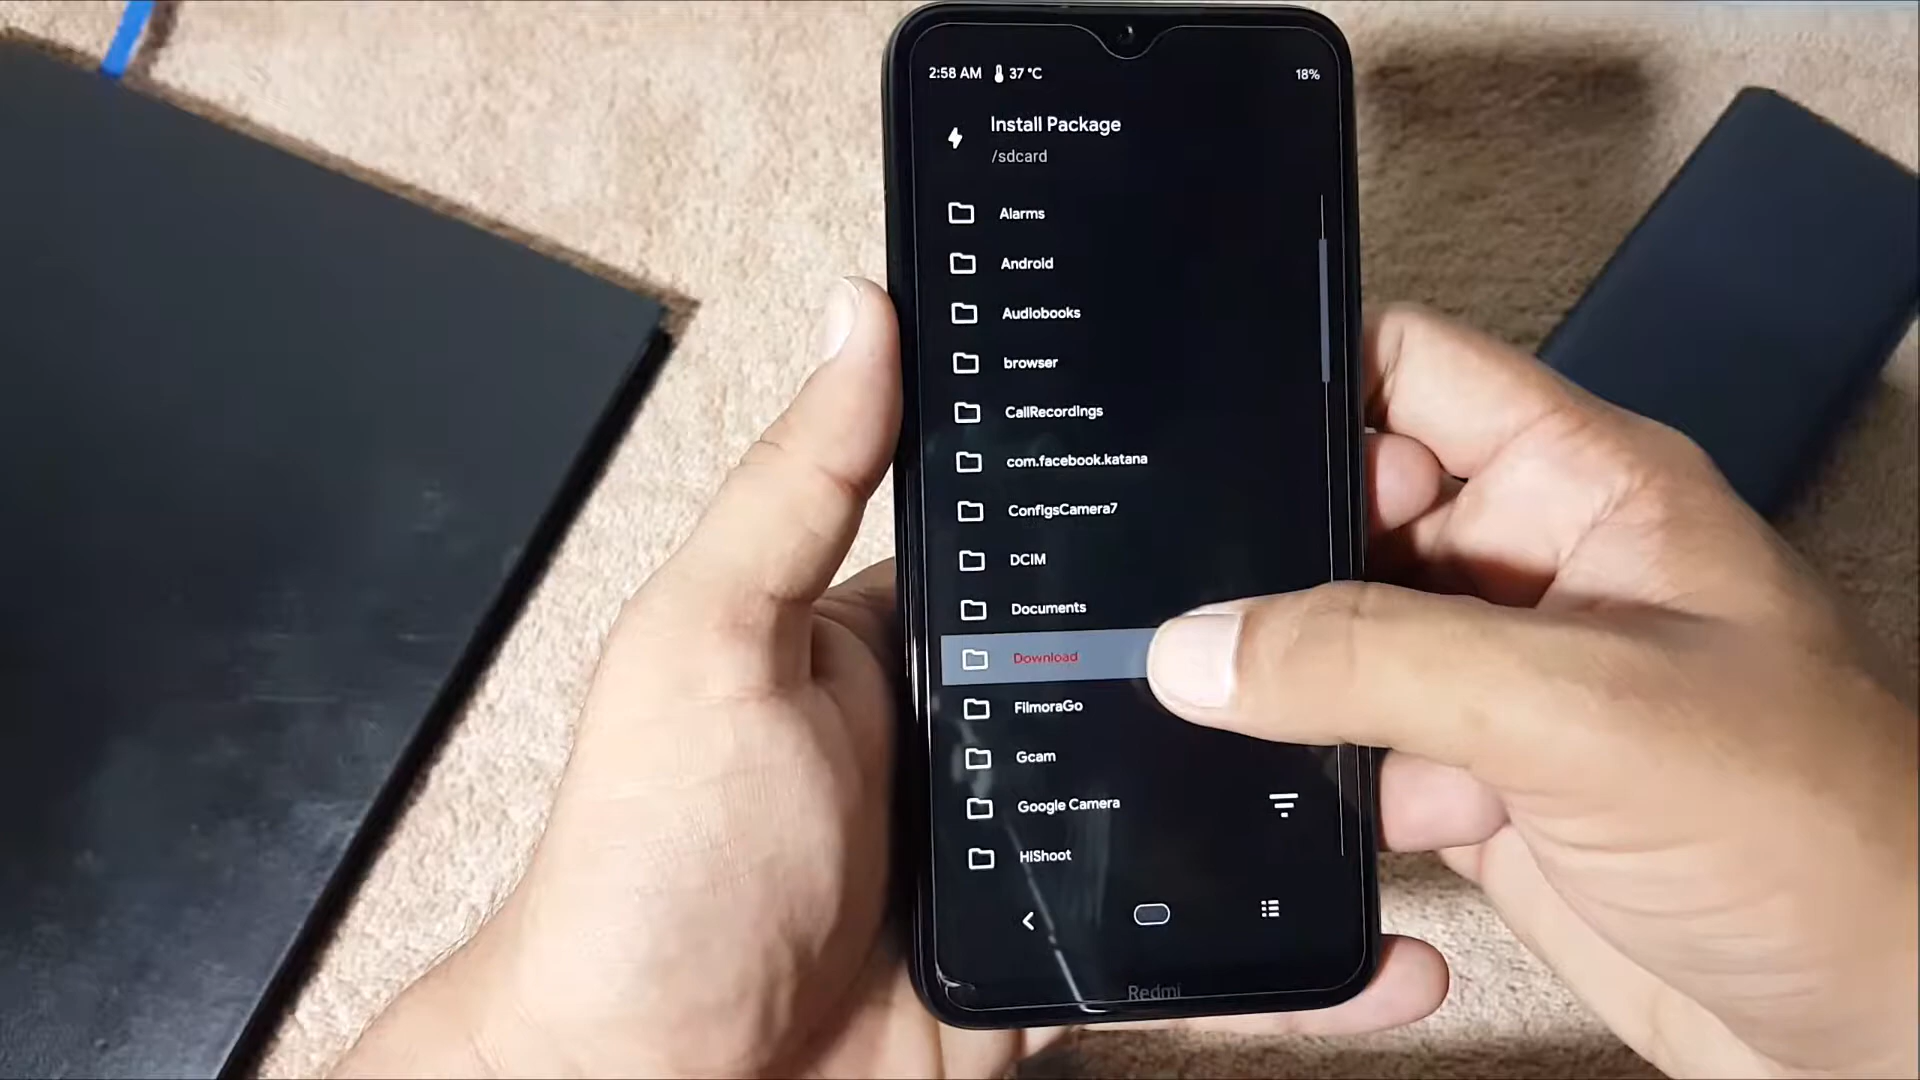 2:58 AM 37 °C 18%
Install Package
/sdcard
Alarms
Android
Audiobooks
browser
CallRecordings
com.facebook.katana
ConfigsCamera7
DCIM
Documents
Download
FilmoraGo
Gcam
Google Camera
HiShoot
Redmi